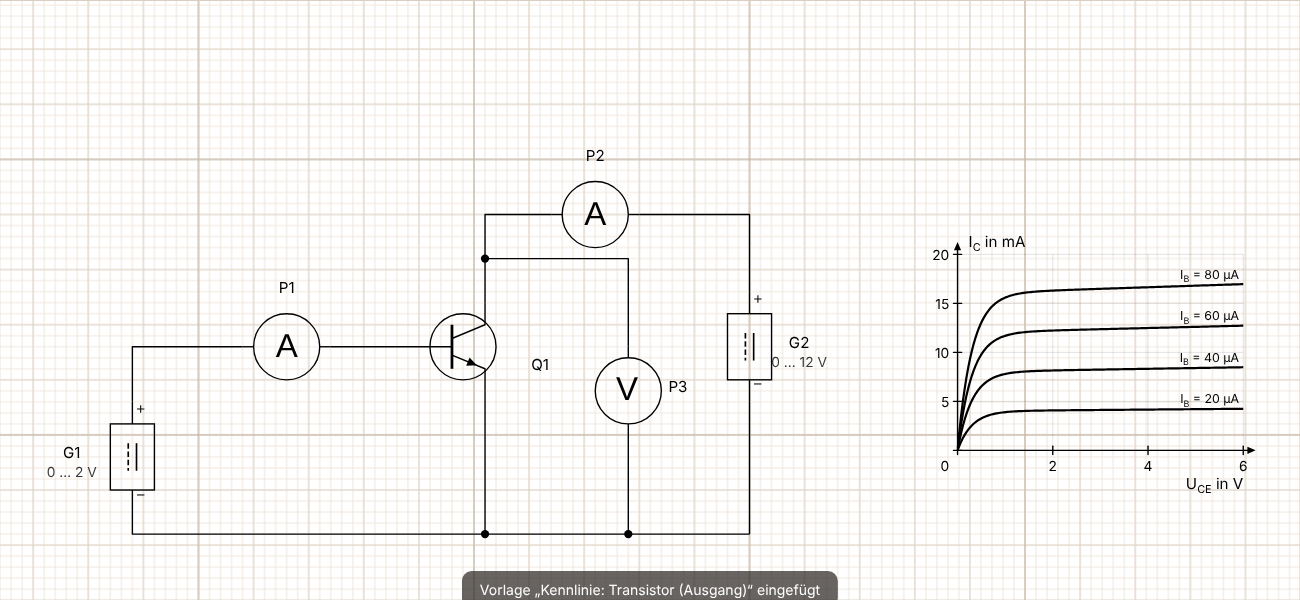 P2
A
P1
A
Q1
V
P3
+
G2
0 ... 12 V
−
+
G1
0 ... 2 V
−
I_C in mA
20
15
10
5
0
2
4
6
U_CE in V
I_B = 80 µA
I_B = 60 µA
I_B = 40 µA
I_B = 20 µA
Vorlage „Kennlinie: Transistor (Ausgang)“ eingefügt